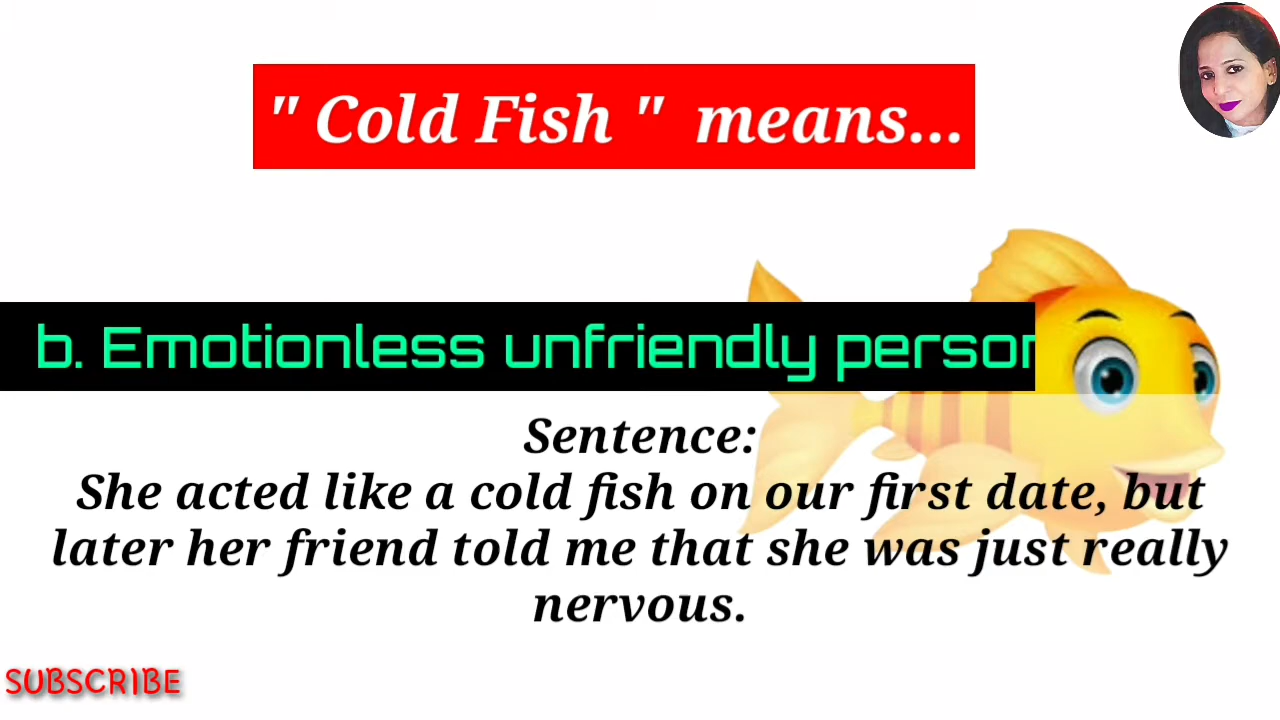 " Cold Fish " means...
b. Emotionless unfriendly person
Sentence:
She acted like a cold fish on our first date, but
later her friend told me that she was just really
nervous.
SUBSCRIBE